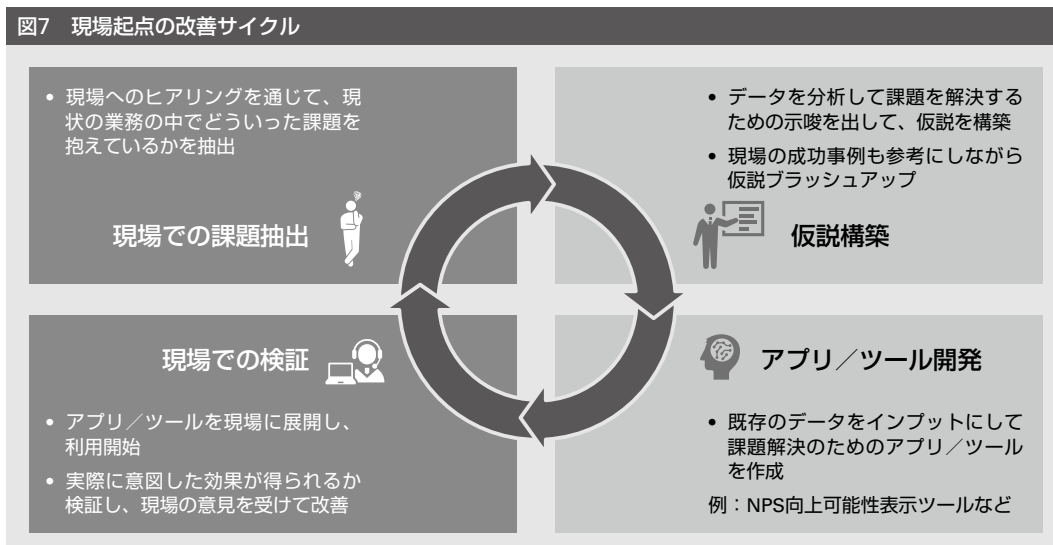 図7 現場起点の改善サイクル
• 現場へのヒアリングを通じて、現
状の業務の中でどういった課題を
抱えているかを抽出
現場での課題抽出
• データを分析して課題を解決する
ための示唆を出して、仮説を構築
• 現場の成功事例も参考にしながら
仮説ブラッシュアップ
仮説構築
現場での検証
• アプリ／ツールを現場に展開し、
利用開始
• 実際に意図した効果が得られるか
検証し、現場の意見を受けて改善
アプリ／ツール開発
• 既存のデータをインプットにして
課題解決のためのアプリ／ツール
を作成
例：NPS向上可能性表示ツールなど